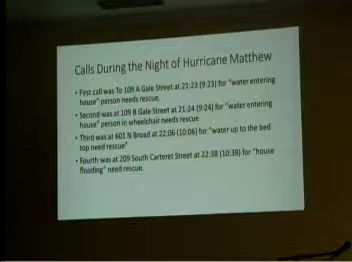 Calls During the Night of Hurricane Matthew
• First call was To 109 A Gale Street at 21:23 (9:23) for "water entering
house" person needs rescue.
• Second was at 109 B Gale Street at 21:24 (9:24) for "water entering
house" person in wheelchair needs rescue
• Third was at 601 N Broad at 22:06 (10:06) for "water up to the bed
top need rescue"
• Fourth was at 209 South Carteret Street at 22:38 (10:38) for "house
flooding" need rescue.